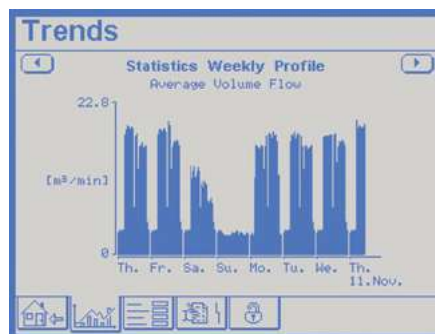 Trends
Statistics Weekly Profile
Average Volume Flow
22.8
[m³/min]
0
Th. Fr. Sa. Su. Mo. Tu. We. Th.
11.Nov.